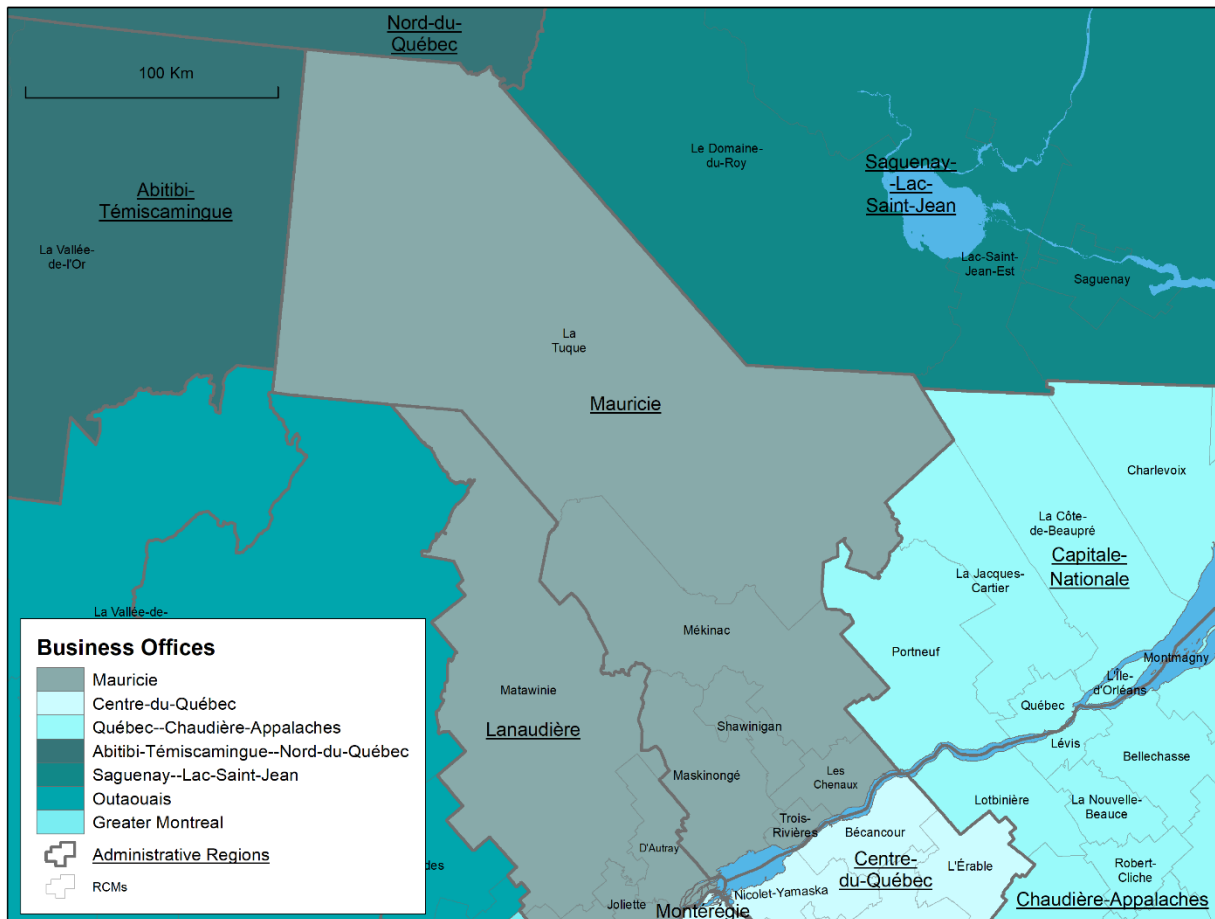 Nord-du-
Québec
100 Km
Le Domaine-
du-Roy
Saguenay-
-Lac-
Saint-Jean
Abitibi-
Témiscamingue
La Vallée-
de-l'Or
Lac-Saint-
Jean-Est
Saguenay
La
Tuque
Mauricie
Charlevoix
La Côte-
de-Beaupré
Capitale-
Nationale
La Jacques-
Cartier
La Vallée-de-
Mékinac
Portneuf
Montmagny
L'Île-
d'Orléans
Matawinie
Québec
Lanaudière
Shawinigan
Lévis
Bellechasse
Maskinongé
Les
Chenaux
Lotbinière
La Nouvelle-
Beauce
Trois-
Rivières
Bécancour
D'Autray
Centre-
du-Québec
L'Érable
Robert-
Cliche
des
Nicolet-Yamaska
Chaudière-Appalaches
Joliette
Montérégie
Business Offices
Mauricie
Centre-du-Québec
Québec--Chaudière-Appalaches
Abitibi-Témiscamingue--Nord-du-Québec
Saguenay--Lac-Saint-Jean
Outaouais
Greater Montreal
Administrative Regions
RCMs